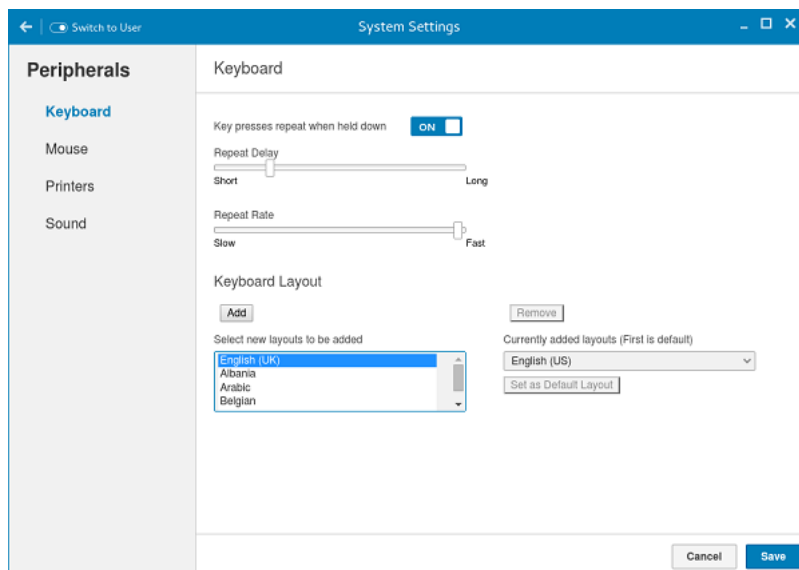 Switch to User
System Settings
Peripherals
Keyboard
Mouse
Printers
Sound
Keyboard
Key presses repeat when held down
ON
Repeat Delay
Short
Long
Repeat Rate
Slow
Fast
Keyboard Layout
Add
Remove
Select new layouts to be added
Currently added layouts (First is default)
English (UK)
Albania
Arabic
Belgian
English (US)
Set as Default Layout
Cancel
Save